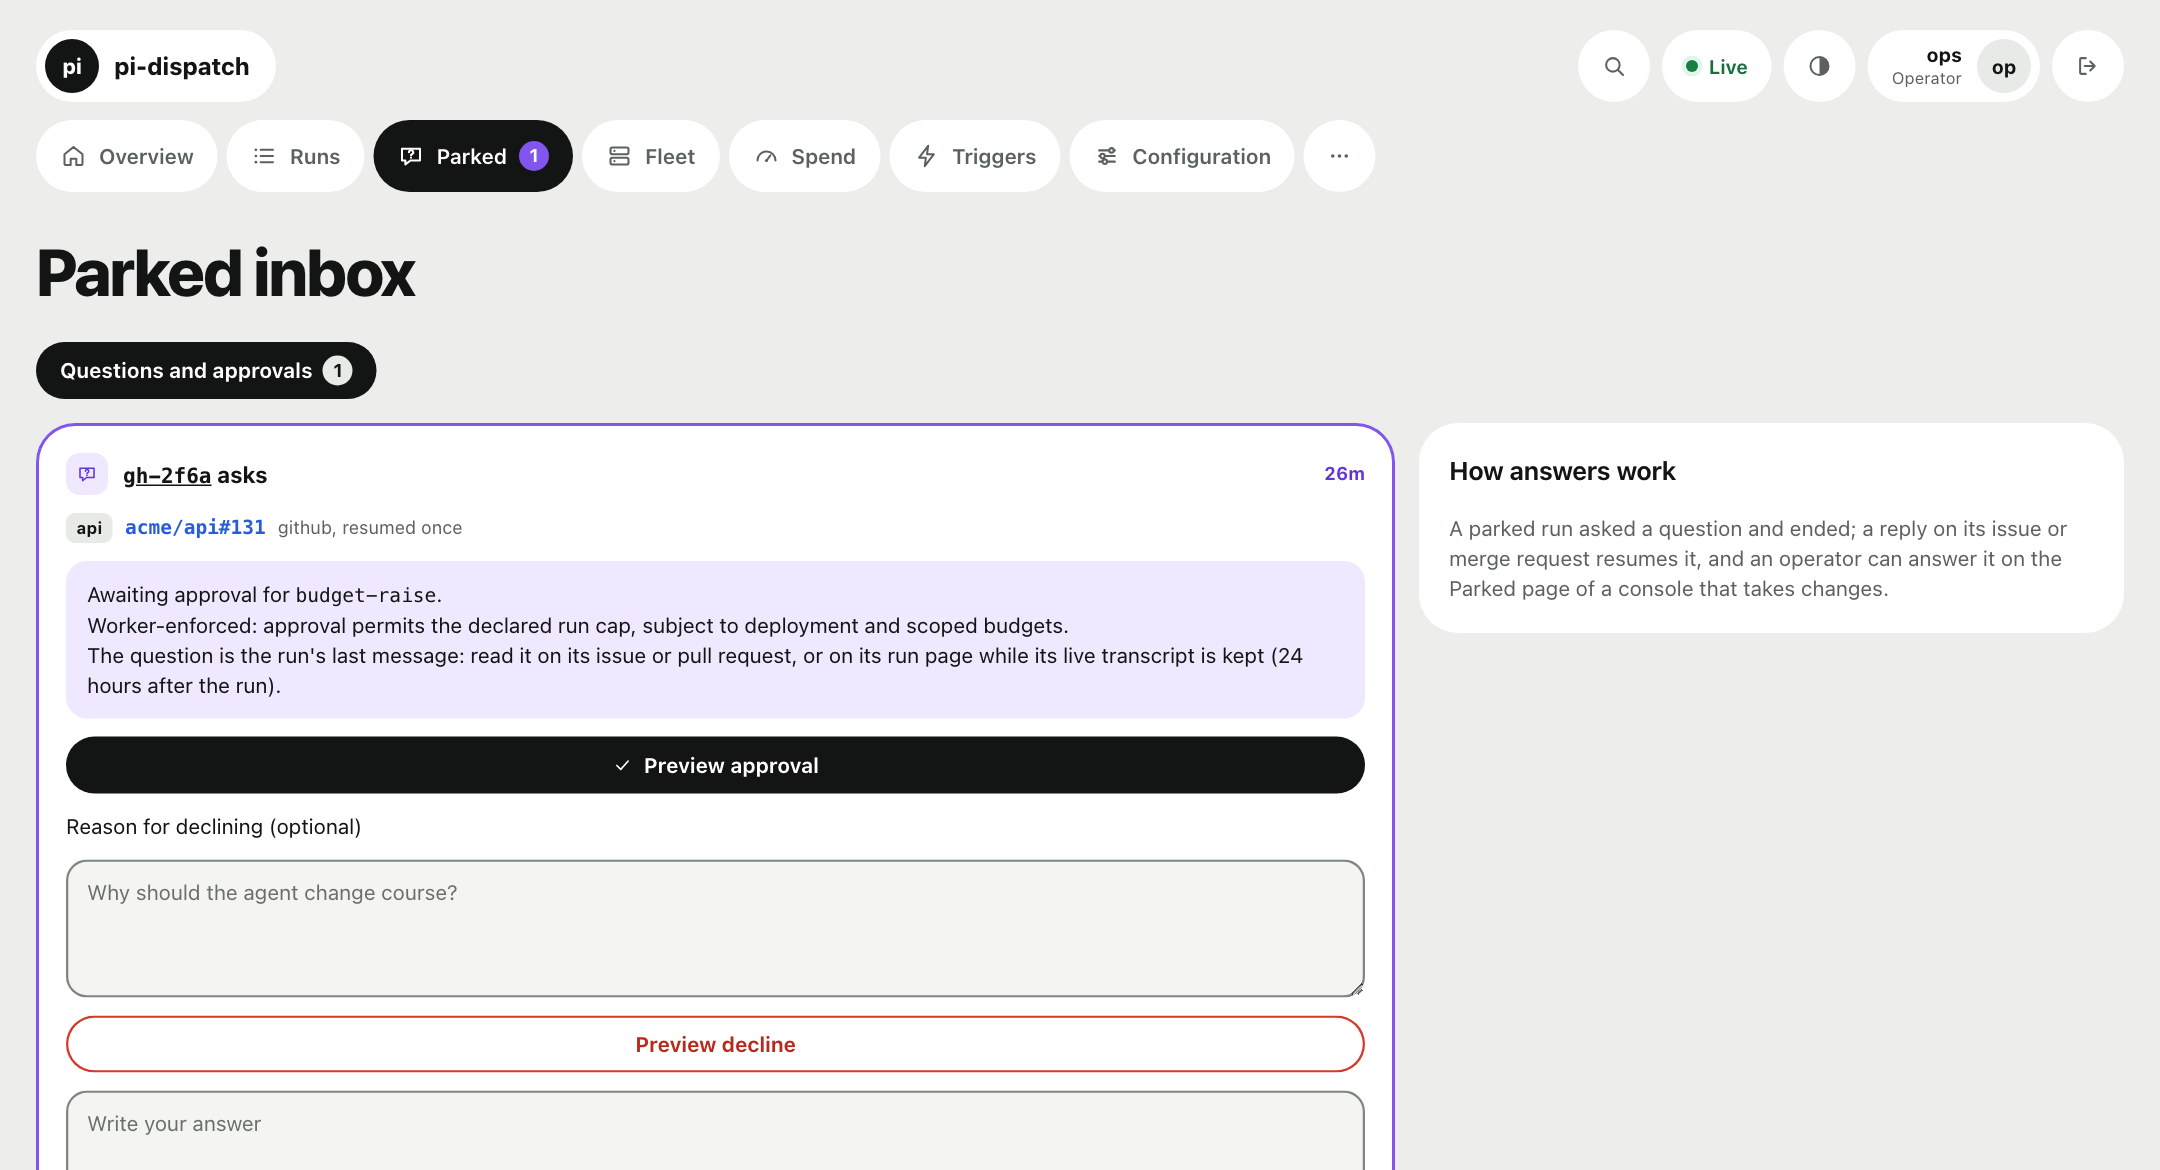 pi pi-dispatch
Live
ops
Operator
op
Overview
Runs
Parked 1
Fleet
Spend
Triggers
Configuration
Parked inbox
Questions and approvals 1
gh-2f6a asks
26m
api acme/api#131 github, resumed once
Awaiting approval for budget-raise.
Worker-enforced: approval permits the declared run cap, subject to deployment and scoped budgets.
The question is the run's last message: read it on its issue or pull request, or on its run page while its live transcript is kept (24
hours after the run).
Preview approval
Reason for declining (optional)
Why should the agent change course?
Preview decline
Write your answer
How answers work
A parked run asked a question and ended; a reply on its issue or
merge request resumes it, and an operator can answer it on the
Parked page of a console that takes changes.